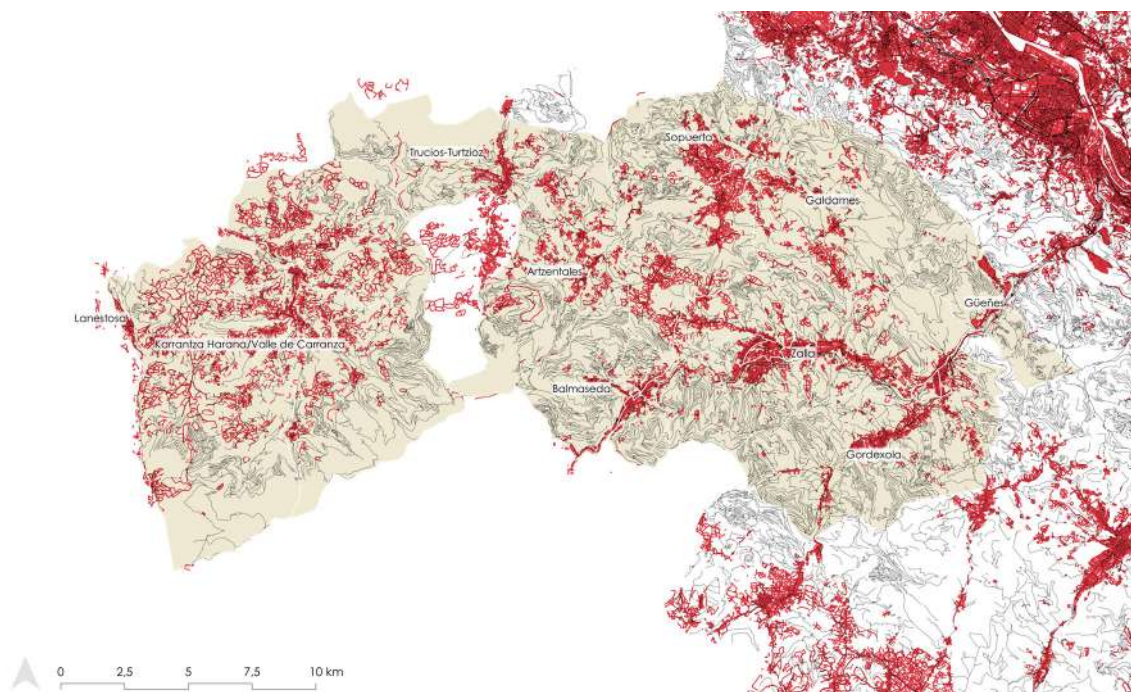 Sopuerta
Trucios-Turtzioz
Galdames
Artzentales
Güeñes
Lanestosa
Karrantza Harana/Valle de Carranza
Zalla
Balmaseda
Gordexola
0 2,5 5 7,5 10 km